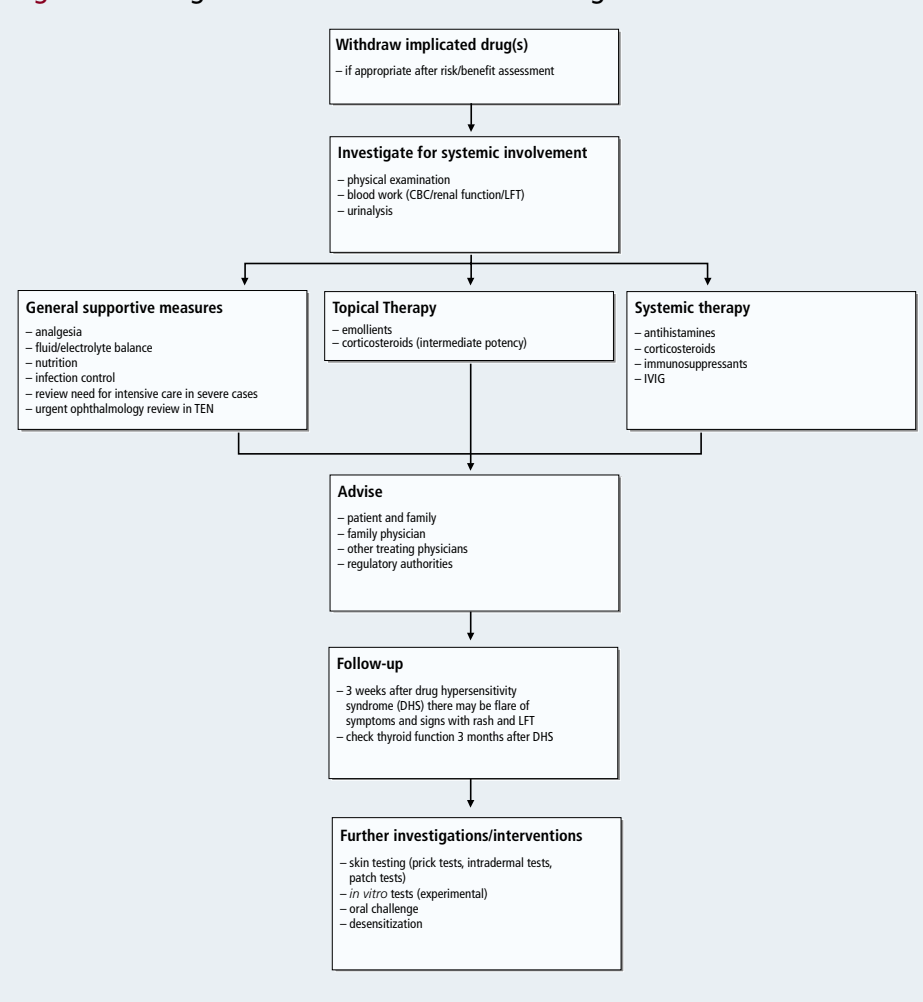 Withdraw implicated drug(s)
– if appropriate after risk/benefit assessment
Investigate for systemic involvement
– physical examination
– blood work (CBC/renal function/LFT)
– urinalysis
General supportive measures
– analgesia
– fluid/electrolyte balance
– nutrition
– infection control
– review need for intensive care in severe cases
– urgent ophthalmology review in TEN
Topical Therapy
– emollients
– corticosteroids (intermediate potency)
Systemic therapy
– antihistamines
– corticosteroids
– immunosuppressants
– IVIG
Advise
– patient and family
– family physician
– other treating physicians
– regulatory authorities
Follow-up
– 3 weeks after drug hypersensitivity
syndrome (DHS) there may be flare of
symptoms and signs with rash and LFT
– check thyroid function 3 months after DHS
Further investigations/interventions
– skin testing (prick tests, intradermal tests,
patch tests)
– in vitro tests (experimental)
– oral challenge
– desensitization